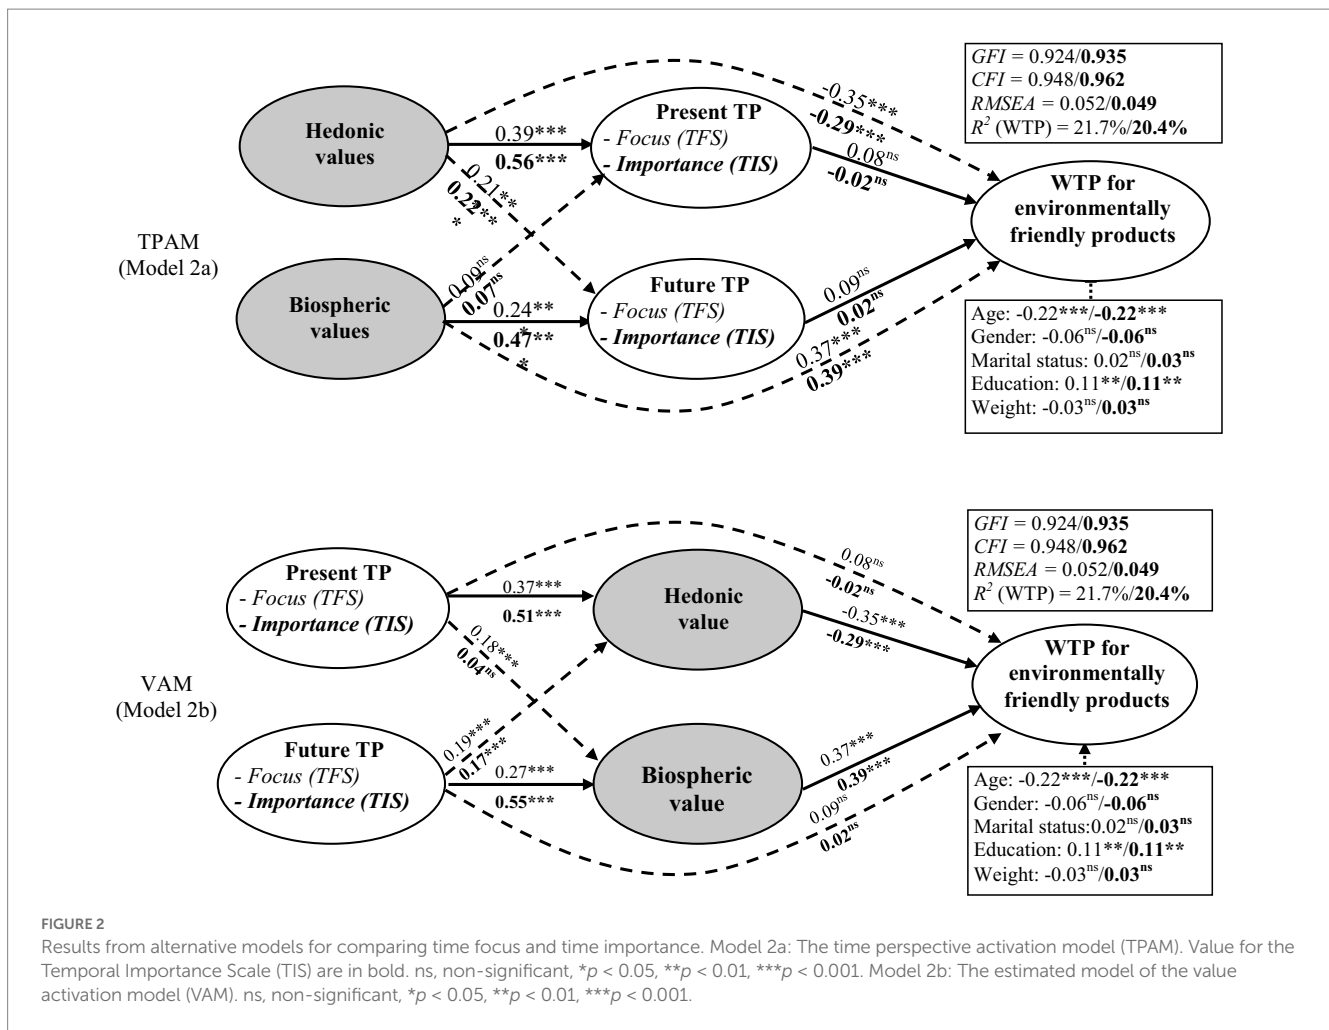 GFI = 0.924/0.935
CFI = 0.948/0.962
RMSEA = 0.052/0.049
R² (WTP) = 21.7%/20.4%
-0.35***
-0.29***
Hedonic
values
0.39***
0.56***
Present TP
- Focus (TFS)
- Importance (TIS)
0.08ns
-0.02ns
0.21**
0.22***
*
WTP for
environmentally
friendly products
TPAM
(Model 2a)
Biospheric
values
0.09ns
0.07ns
0.24**
*
0.47**
*
Future TP
- Focus (TFS)
- Importance (TIS)
0.09ns
0.02ns
0.37***
0.39***
Age: -0.22***/-0.22***
Gender: -0.06ns/-0.06ns
Marital status: 0.02ns/0.03ns
Education: 0.11**/0.11**
Weight: -0.03ns/0.03ns
GFI = 0.924/0.935
CFI = 0.948/0.962
RMSEA = 0.052/0.049
R² (WTP) = 21.7%/20.4%
0.08ns
-0.02ns
Present TP
- Focus (TFS)
- Importance (TIS)
0.37***
0.51***
Hedonic
value
-0.35***
-0.29***
0.18***
0.04ns
WTP for
environmentally
friendly products
VAM
(Model 2b)
Future TP
- Focus (TFS)
- Importance (TIS)
0.19***
0.17***
0.27***
0.55***
Biospheric
value
0.37***
0.39***
0.09ns
0.02ns
Age: -0.22***/-0.22***
Gender: -0.06ns/-0.06ns
Marital status:0.02ns/0.03ns
Education: 0.11**/0.11**
Weight: -0.03ns/0.03ns
FIGURE 2
Results from alternative models for comparing time focus and time importance. Model 2a: The time perspective activation model (TPAM). Value for the
Temporal Importance Scale (TIS) are in bold. ns, non-significant, *p < 0.05, **p < 0.01, ***p < 0.001. Model 2b: The estimated model of the value
activation model (VAM). ns, non-significant, *p < 0.05, **p < 0.01, ***p < 0.001.